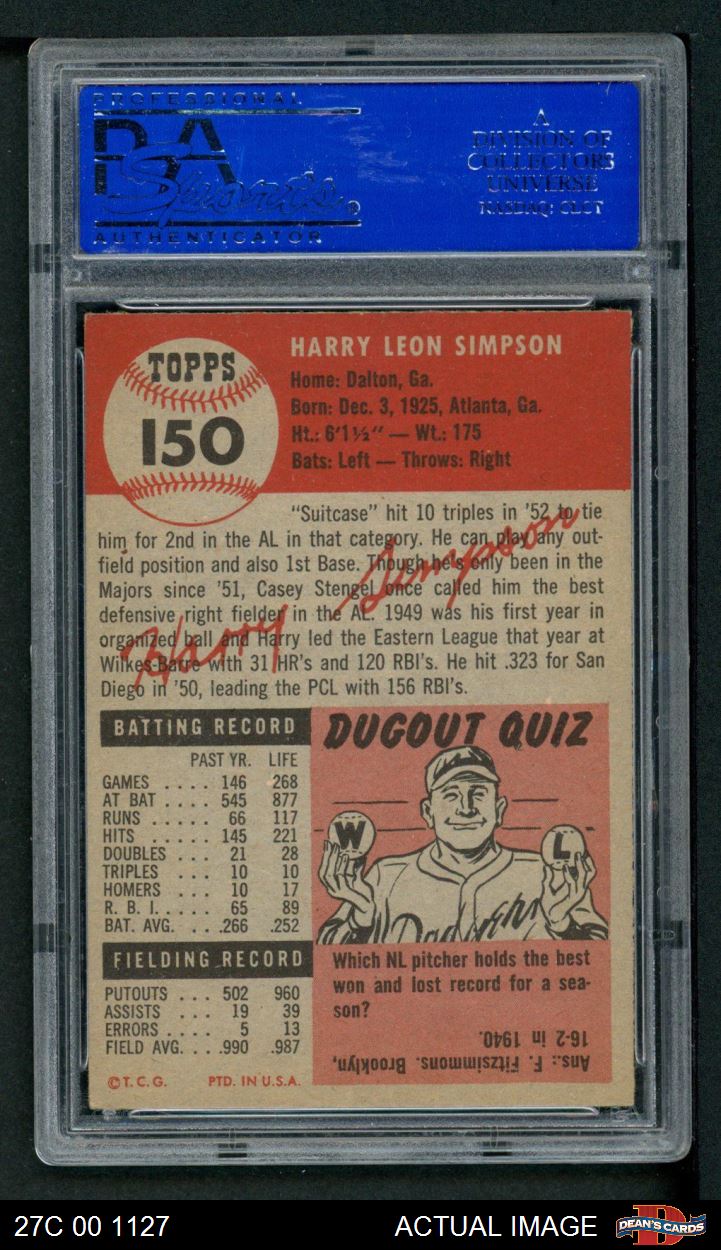 PROFESSIONAL
PSA
Sports
®
AUTHENTICATOR
A
DIVISION OF
COLLECTORS
UNIVERSE
NASDAQ: CLCT
TOPPS
150
HARRY LEON SIMPSON
Home: Dalton, Ga.
Born: Dec. 3, 1925, Atlanta, Ga.
Ht.: 6'1½" — Wt.: 175
Bats: Left — Throws: Right
"Suitcase" hit 10 triples in '52 to tie
him for 2nd in the AL in that category. He can play any out-
field position and also 1st Base. Though he's only been in the
Majors since '51, Casey Stengel once called him the best
defensive right fielder in the AL. 1949 was his first year in
organized ball and Harry led the Eastern League that year at
Wilkes-Barre with 31 HR's and 120 RBI's. He hit .323 for San
Diego in '50, leading the PCL with 156 RBI's.
Harry Simpson
BATTING RECORD
PAST YR. LIFE
GAMES .... 146 268
AT BAT .... 545 877
RUNS ..... 66 117
HITS ..... 145 221
DOUBLES ... 21 28
TRIPLES ... 10 10
HOMERS ... 10 17
R. B. I. .... 65 89
BAT. AVG. ...266 .252
FIELDING RECORD
PUTOUTS ... 502 960
ASSISTS ... 19 39
ERRORS .... 5 13
FIELD AVG. ...990 .987
© T. C. G. PTD. IN U.S.A.
DUGOUT QUIZ
W
L
Dodgers
Which NL pitcher holds the best
won and lost record for a sea-
son?
Ans.: F. Fitzsimmons. Brooklyn,
16-2 in 1940.
27C 00 1127
ACTUAL IMAGE
D
DEAN'S CARDS